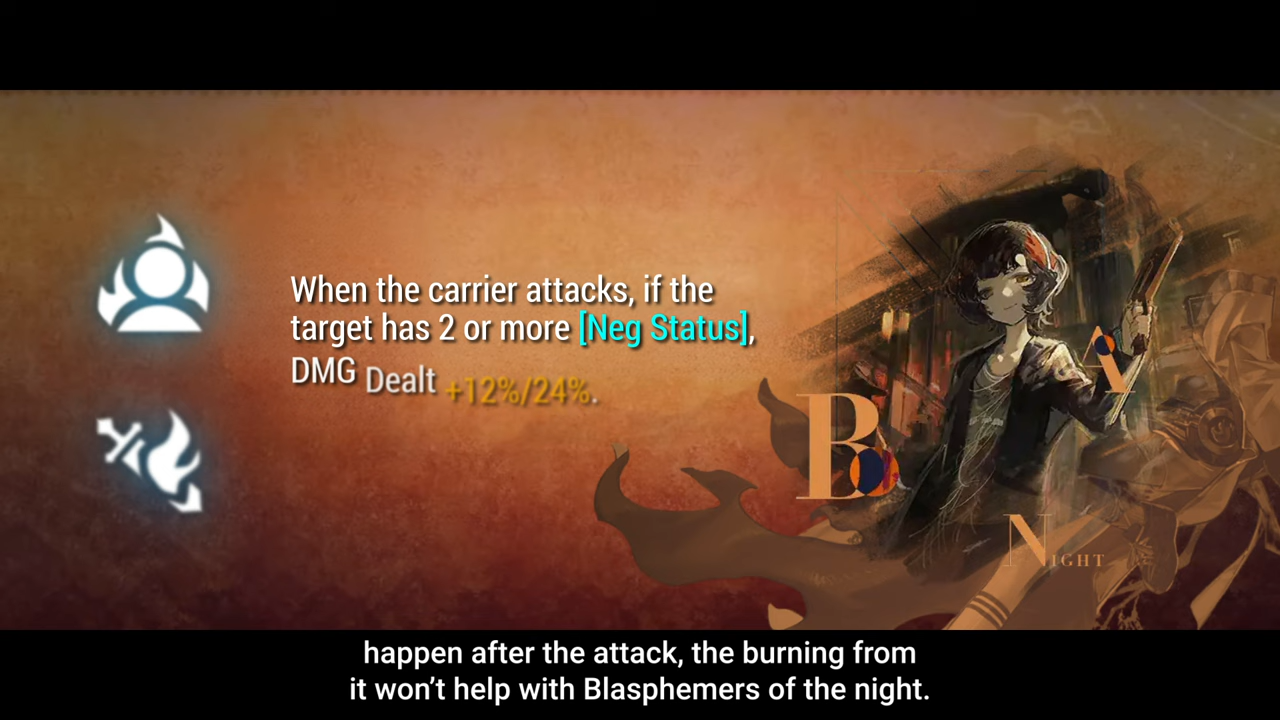 When the carrier attacks, if the
target has 2 or more [Neg Status],
DMG Dealt +12%/24%.
B
A
NIGHT
happen after the attack, the burning from
it won't help with Blasphemers of the night.